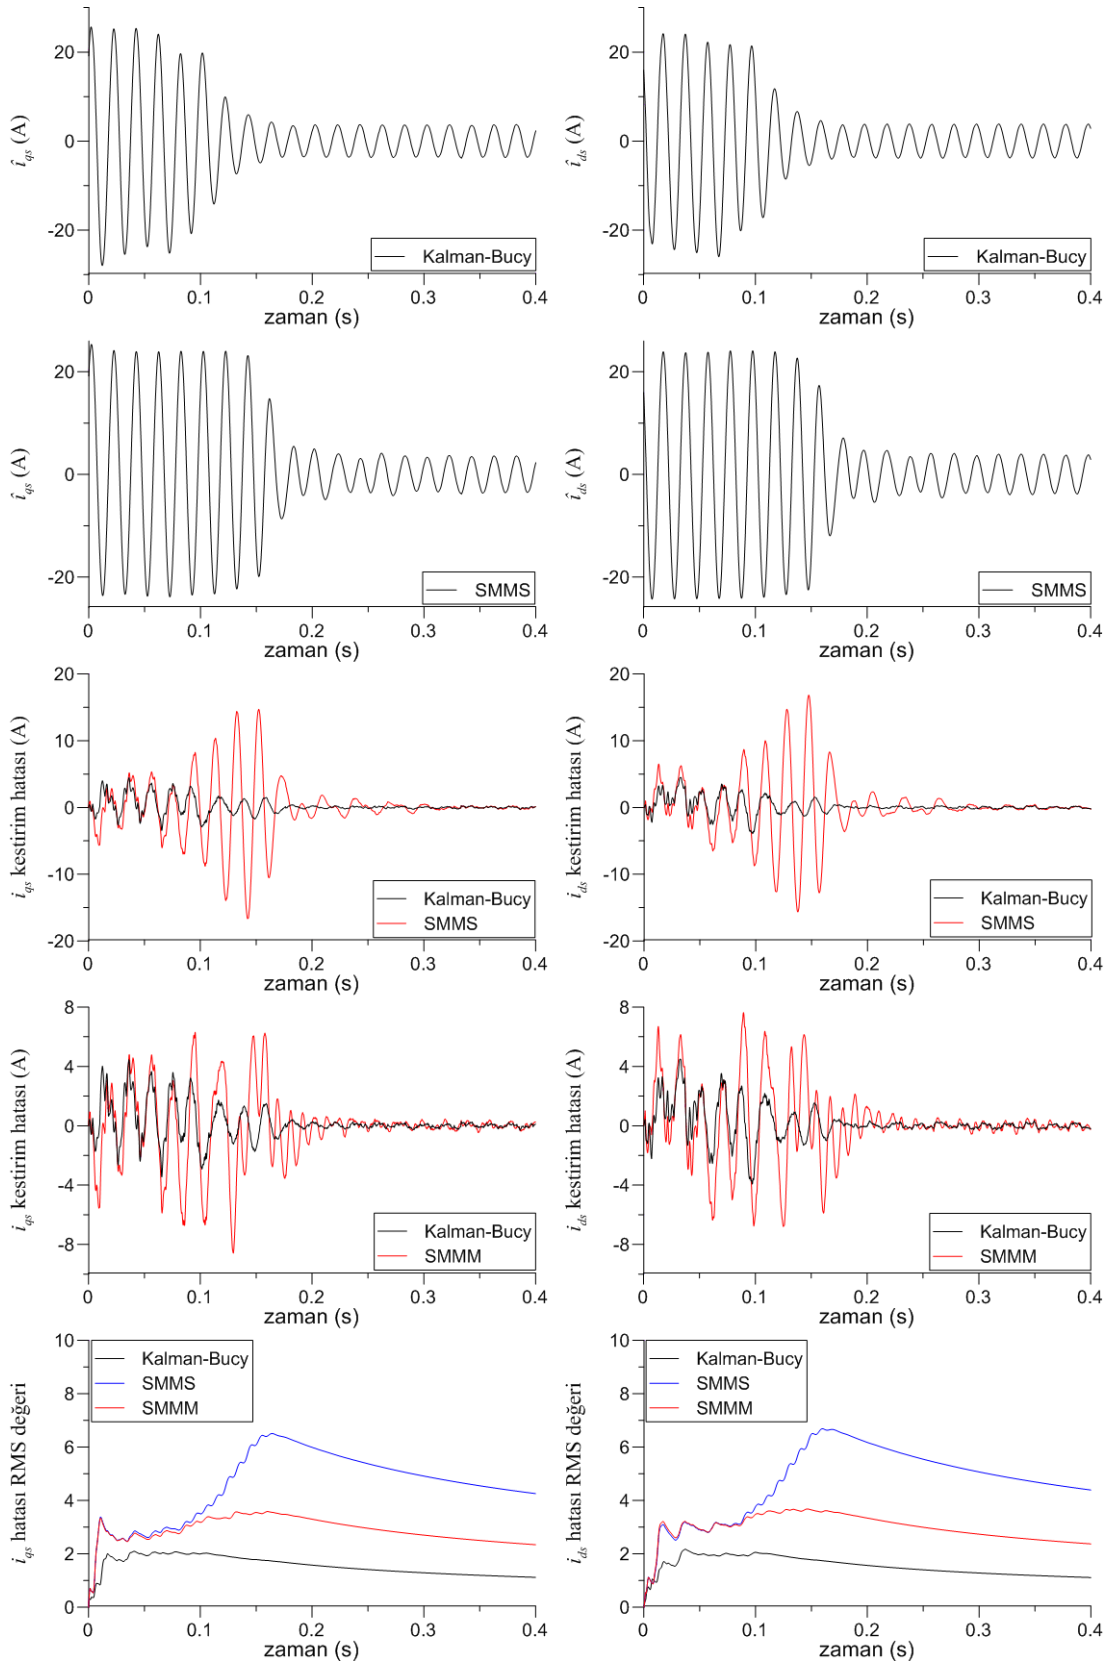 20
0
-20
î_qs (A)
Kalman-Bucy
0 0.1 0.2 0.3 0.4
zaman (s)
20
0
-20
î_ds (A)
Kalman-Bucy
0 0.1 0.2 0.3 0.4
zaman (s)
20
0
-20
î_qs (A)
SMMS
0 0.1 0.2 0.3 0.4
zaman (s)
20
0
-20
î_ds (A)
SMMS
0 0.1 0.2 0.3 0.4
zaman (s)
20
10
0
-10
-20
i_qs kestirim hatası (A)
Kalman-Bucy
SMMS
0 0.1 0.2 0.3 0.4
zaman (s)
20
10
0
-10
-20
i_ds kestirim hatası (A)
Kalman-Bucy
SMMS
0 0.1 0.2 0.3 0.4
zaman (s)
8
4
0
-4
-8
i_qs kestirim hatası (A)
Kalman-Bucy
SMMM
0 0.1 0.2 0.3 0.4
zaman (s)
8
4
0
-4
-8
i_ds kestirim hatası (A)
Kalman-Bucy
SMMM
0 0.1 0.2 0.3 0.4
zaman (s)
10
8
6
4
2
0
i_qs hatası RMS değeri
Kalman-Bucy
SMMS
SMMM
0 0.1 0.2 0.3 0.4
zaman (s)
10
8
6
4
2
0
i_ds hatası RMS değeri
Kalman-Bucy
SMMS
SMMM
0 0.1 0.2 0.3 0.4
zaman (s)